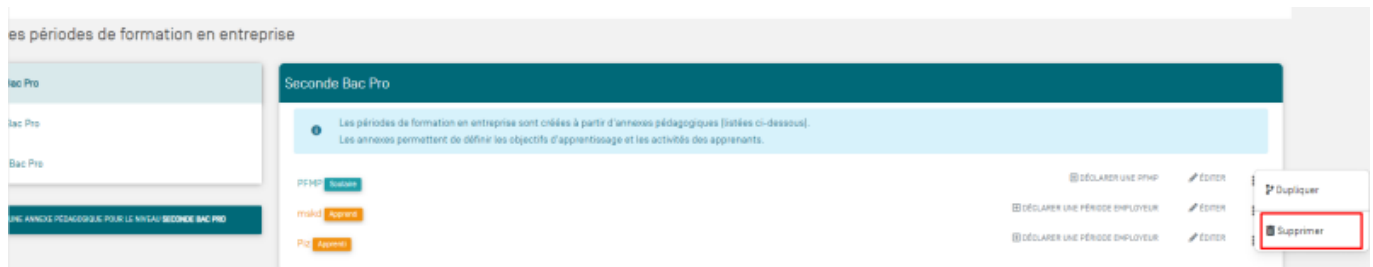 es périodes de formation en entreprise
Bac Pro
Seconde Bac Pro
Bac Pro
Bac Pro
Les périodes de formation en entreprise sont créées à partir d'annexes pédagogiques (listées ci-dessous).
Les annexes permettent de définir les objectifs d'apprentissage et les activités des apprenants.
PFMP Scolaire DÉCLARER UNE PFMP ÉDITER
Dupliquer
mskd Apprenti DÉCLARER UNE PÉRIODE EMPLOYEUR ÉDITER
UNE ANNEXE PÉDAGOGIQUE POUR LE NIVEAU SECONDE BAC PRO
Supprimer
Piz Apprenti DÉCLARER UNE PÉRIODE EMPLOYEUR ÉDITER